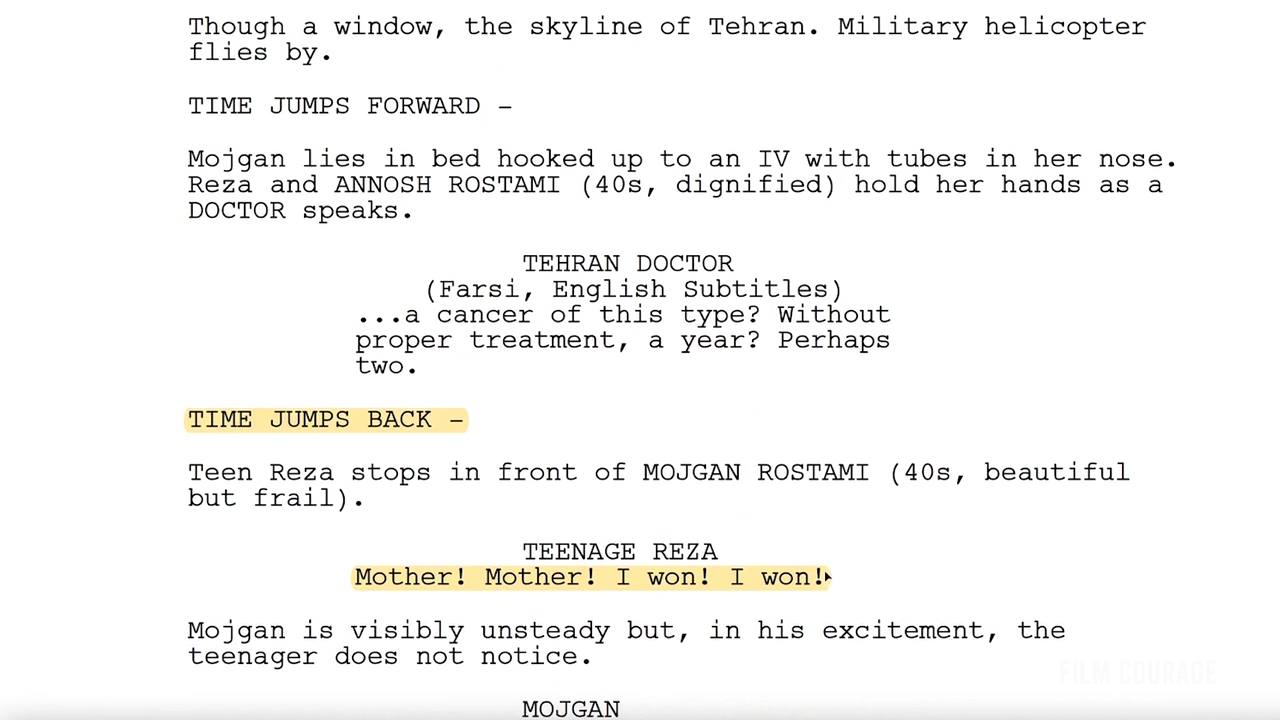 Though a window, the skyline of Tehran. Military helicopter
flies by.
TIME JUMPS FORWARD –
Mojgan lies in bed hooked up to an IV with tubes in her nose.
Reza and ANNOSH ROSTAMI (40s, dignified) hold her hands as a
DOCTOR speaks.
TEHRAN DOCTOR
(Farsi, English Subtitles)
...a cancer of this type? Without
proper treatment, a year? Perhaps
two.
TIME JUMPS BACK –
Teen Reza stops in front of MOJGAN ROSTAMI (40s, beautiful
but frail).
TEENAGE REZA
Mother! Mother! I won! I won!
Mojgan is visibly unsteady but, in his excitement, the
teenager does not notice.
FILM COURAGE
MOJGAN